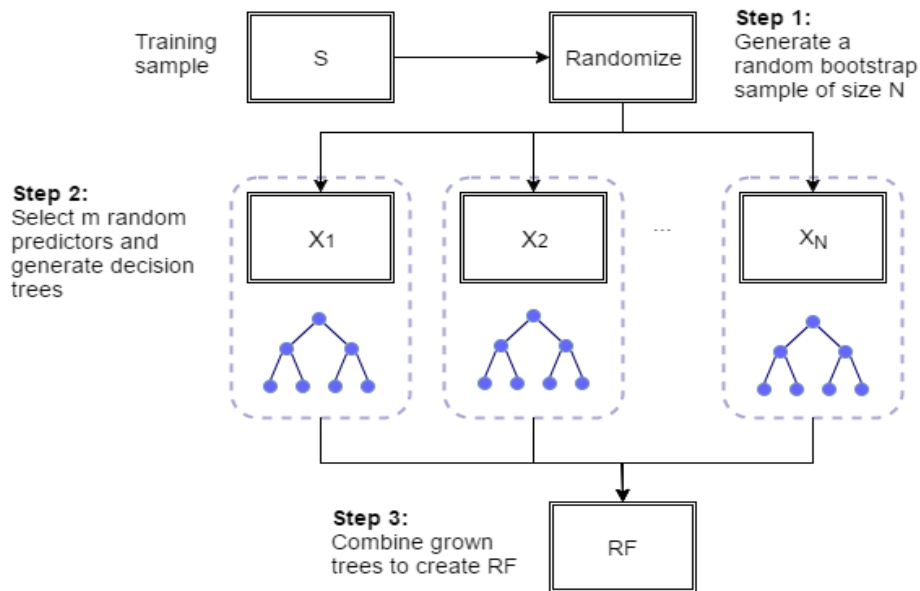 Training
sample
S
Randomize
Step 1:
Generate a
random bootstrap
sample of size N
Step 2:
Select m random
predictors and
generate decision
trees
X1
X2
...
XN
Step 3:
Combine grown
trees to create RF
RF